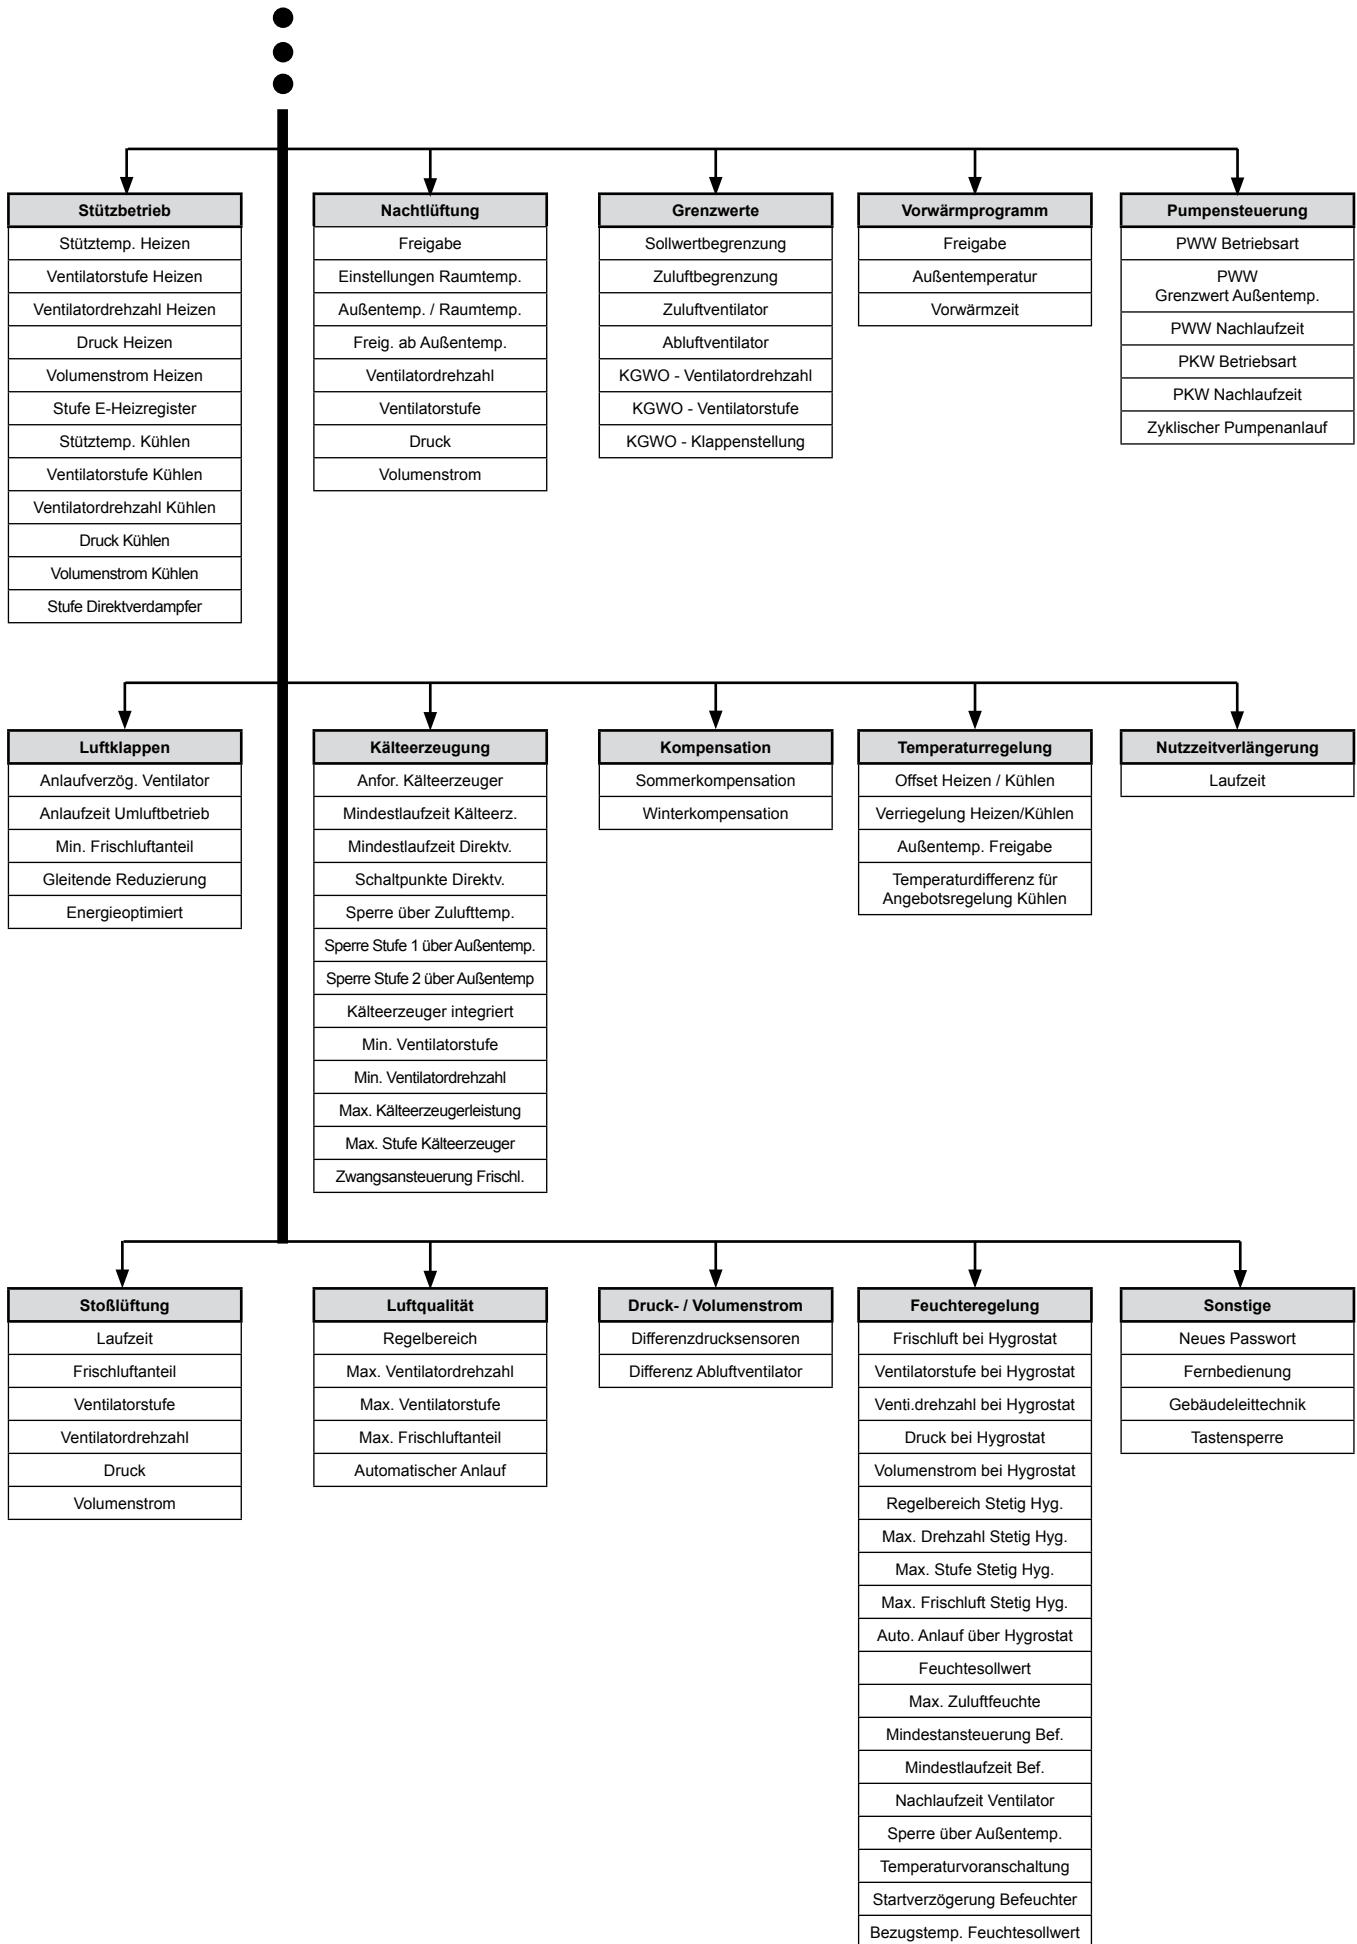 Stützbetrieb
Stütztemp. Heizen
Ventilatorstufe Heizen
Ventilatordrehzahl Heizen
Druck Heizen
Volumenstrom Heizen
Stufe E-Heizregister
Stütztemp. Kühlen
Ventilatorstufe Kühlen
Ventilatordrehzahl Kühlen
Druck Kühlen
Volumenstrom Kühlen
Stufe Direktverdampfer
Nachtlüftung
Freigabe
Einstellungen Raumtemp.
Außentemp. / Raumtemp.
Freig. ab Außentemp.
Ventilatordrehzahl
Ventilatorstufe
Druck
Volumenstrom
Grenzwerte
Sollwertbegrenzung
Zuluftbegrenzung
Zuluftventilator
Abluftventilator
KGWO - Ventilatordrehzahl
KGWO - Ventilatorstufe
KGWO - Klappenstellung
Vorwärmprogramm
Freigabe
Außentemperatur
Vorwärmzeit
Pumpensteuerung
PWW Betriebsart
PWW
Grenzwert Außentemp.
PWW Nachlaufzeit
PKW Betriebsart
PKW Nachlaufzeit
Zyklischer Pumpenanlauf
Luftklappen
Anlaufverzög. Ventilator
Anlaufzeit Umluftbetrieb
Min. Frischluftanteil
Gleitende Reduzierung
Energieoptimiert
Kälteerzeugung
Anfor. Kälteerzeuger
Mindestlaufzeit Kälteerz.
Mindestlaufzeit Direktv.
Schaltpunkte Direktv.
Sperre über Zulufttemp.
Sperre Stufe 1 über Außentemp.
Sperre Stufe 2 über Außentemp
Kälteerzeuger integriert
Min. Ventilatorstufe
Min. Ventilatordrehzahl
Max. Kälteerzeugerleistung
Max. Stufe Kälteerzeuger
Zwangsansteuerung Frischl.
Kompensation
Sommerkompensation
Winterkompensation
Temperaturregelung
Offset Heizen / Kühlen
Verriegelung Heizen/Kühlen
Außentemp. Freigabe
Temperaturdifferenz für
Angebotsregelung Kühlen
Nutzzeitverlängerung
Laufzeit
Stoßlüftung
Laufzeit
Frischluftanteil
Ventilatorstufe
Ventilatordrehzahl
Druck
Volumenstrom
Luftqualität
Regelbereich
Max. Ventilatordrehzahl
Max. Ventilatorstufe
Max. Frischluftanteil
Automatischer Anlauf
Druck- / Volumenstrom
Differenzdrucksensoren
Differenz Abluftventilator
Feuchteregelung
Frischluft bei Hygrostat
Ventilatorstufe bei Hygrostat
Venti.drehzahl bei Hygrostat
Druck bei Hygrostat
Volumenstrom bei Hygrostat
Regelbereich Stetig Hyg.
Max. Drehzahl Stetig Hyg.
Max. Stufe Stetig Hyg.
Max. Frischluft Stetig Hyg.
Auto. Anlauf über Hygrostat
Feuchtesollwert
Max. Zuluftfeuchte
Mindestansteuerung Bef.
Mindestlaufzeit Bef.
Nachlaufzeit Ventilator
Sperre über Außentemp.
Temperaturvoranschaltung
Startverzögerung Befeuchter
Bezugstemp. Feuchtesollwert
Sonstige
Neues Passwort
Fernbedienung
Gebäudeleittechnik
Tastensperre